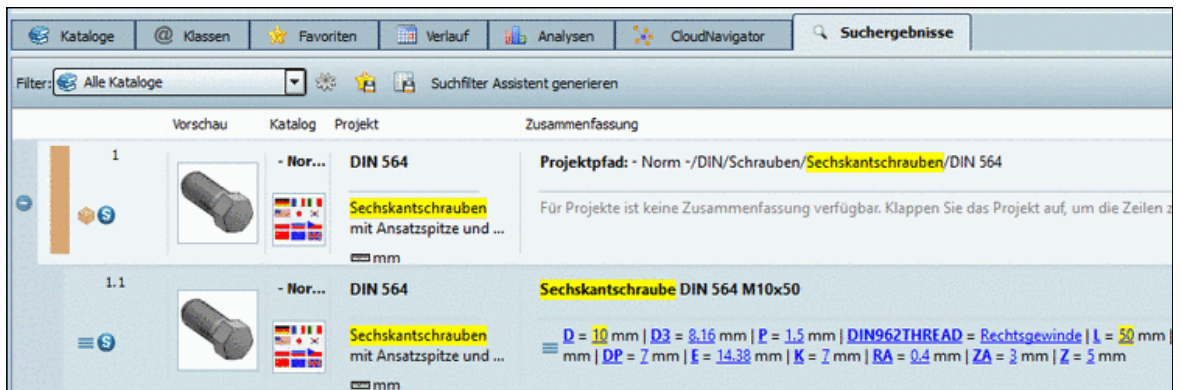 Kataloge Klassen Favoriten Verlauf Analysen CloudNavigator Suchergebnisse
Filter: Alle Kataloge Suchfilter Assistent generieren
Vorschau Katalog Projekt Zusammenfassung
1 - Nor... DIN 564 Projektpfad: - Norm -/DIN/Schrauben/Sechskantschrauben/DIN 564
Sechskantschrauben Für Projekte ist keine Zusammenfassung verfügbar. Klappen Sie das Projekt auf, um die Zeilen z
mit Ansatzspitze und ...
mm
1.1 - Nor... DIN 564 Sechskantschraube DIN 564 M10x50
Sechskantschrauben D = 10 mm | D3 = 8.16 mm | P = 1.5 mm | DIN962THREAD = Rechtsgewinde | L = 50 mm |
mit Ansatzspitze und ... mm | DP = 7 mm | E = 14.38 mm | K = 7 mm | RA = 0.4 mm | ZA = 3 mm | Z = 5 mm
mm